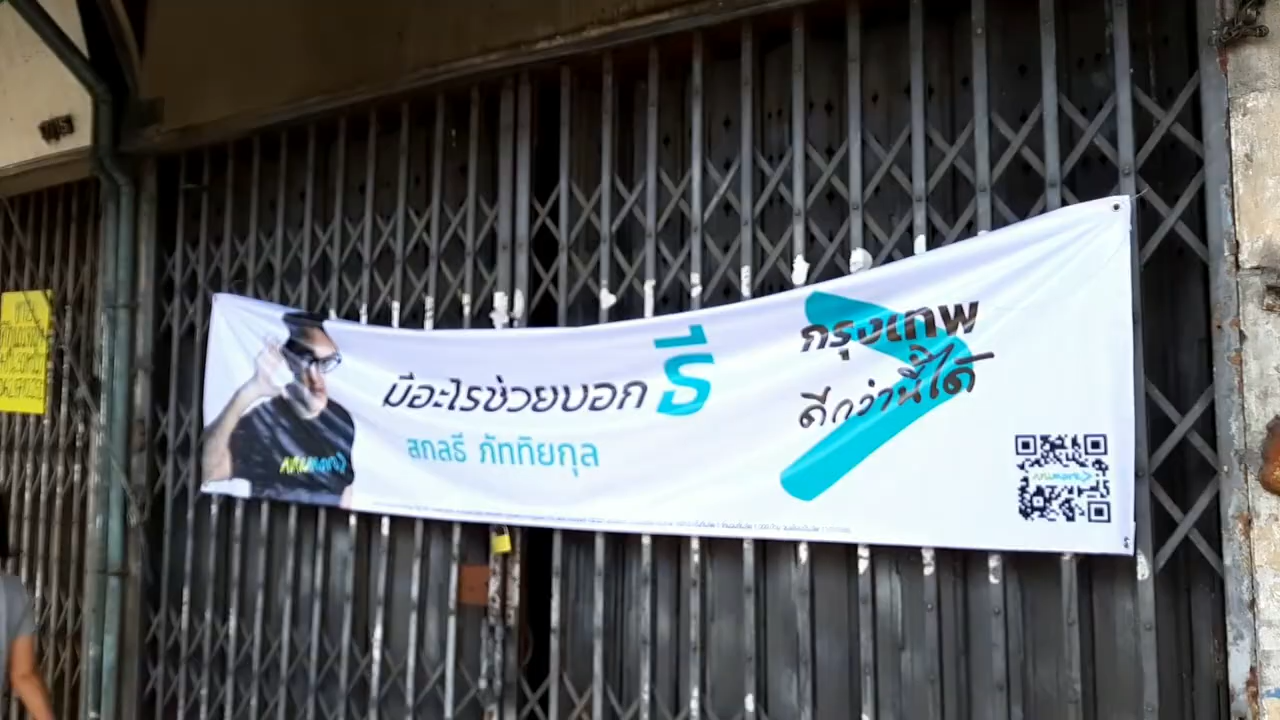 มีอะไรช่วยบอก ธี
สกลธี ภัททิยกุล
กรุงเทพ
ดีกว่านี้ได้